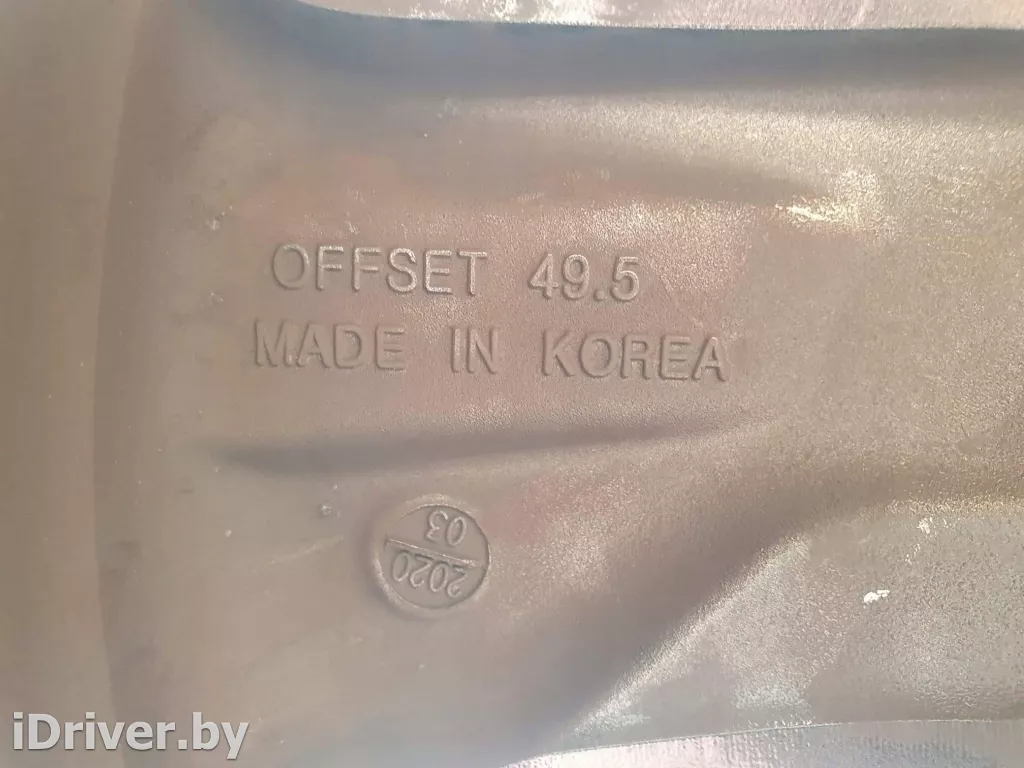 OFFSET 49.5
MADE IN KOREA
03
2020
iDriver.by